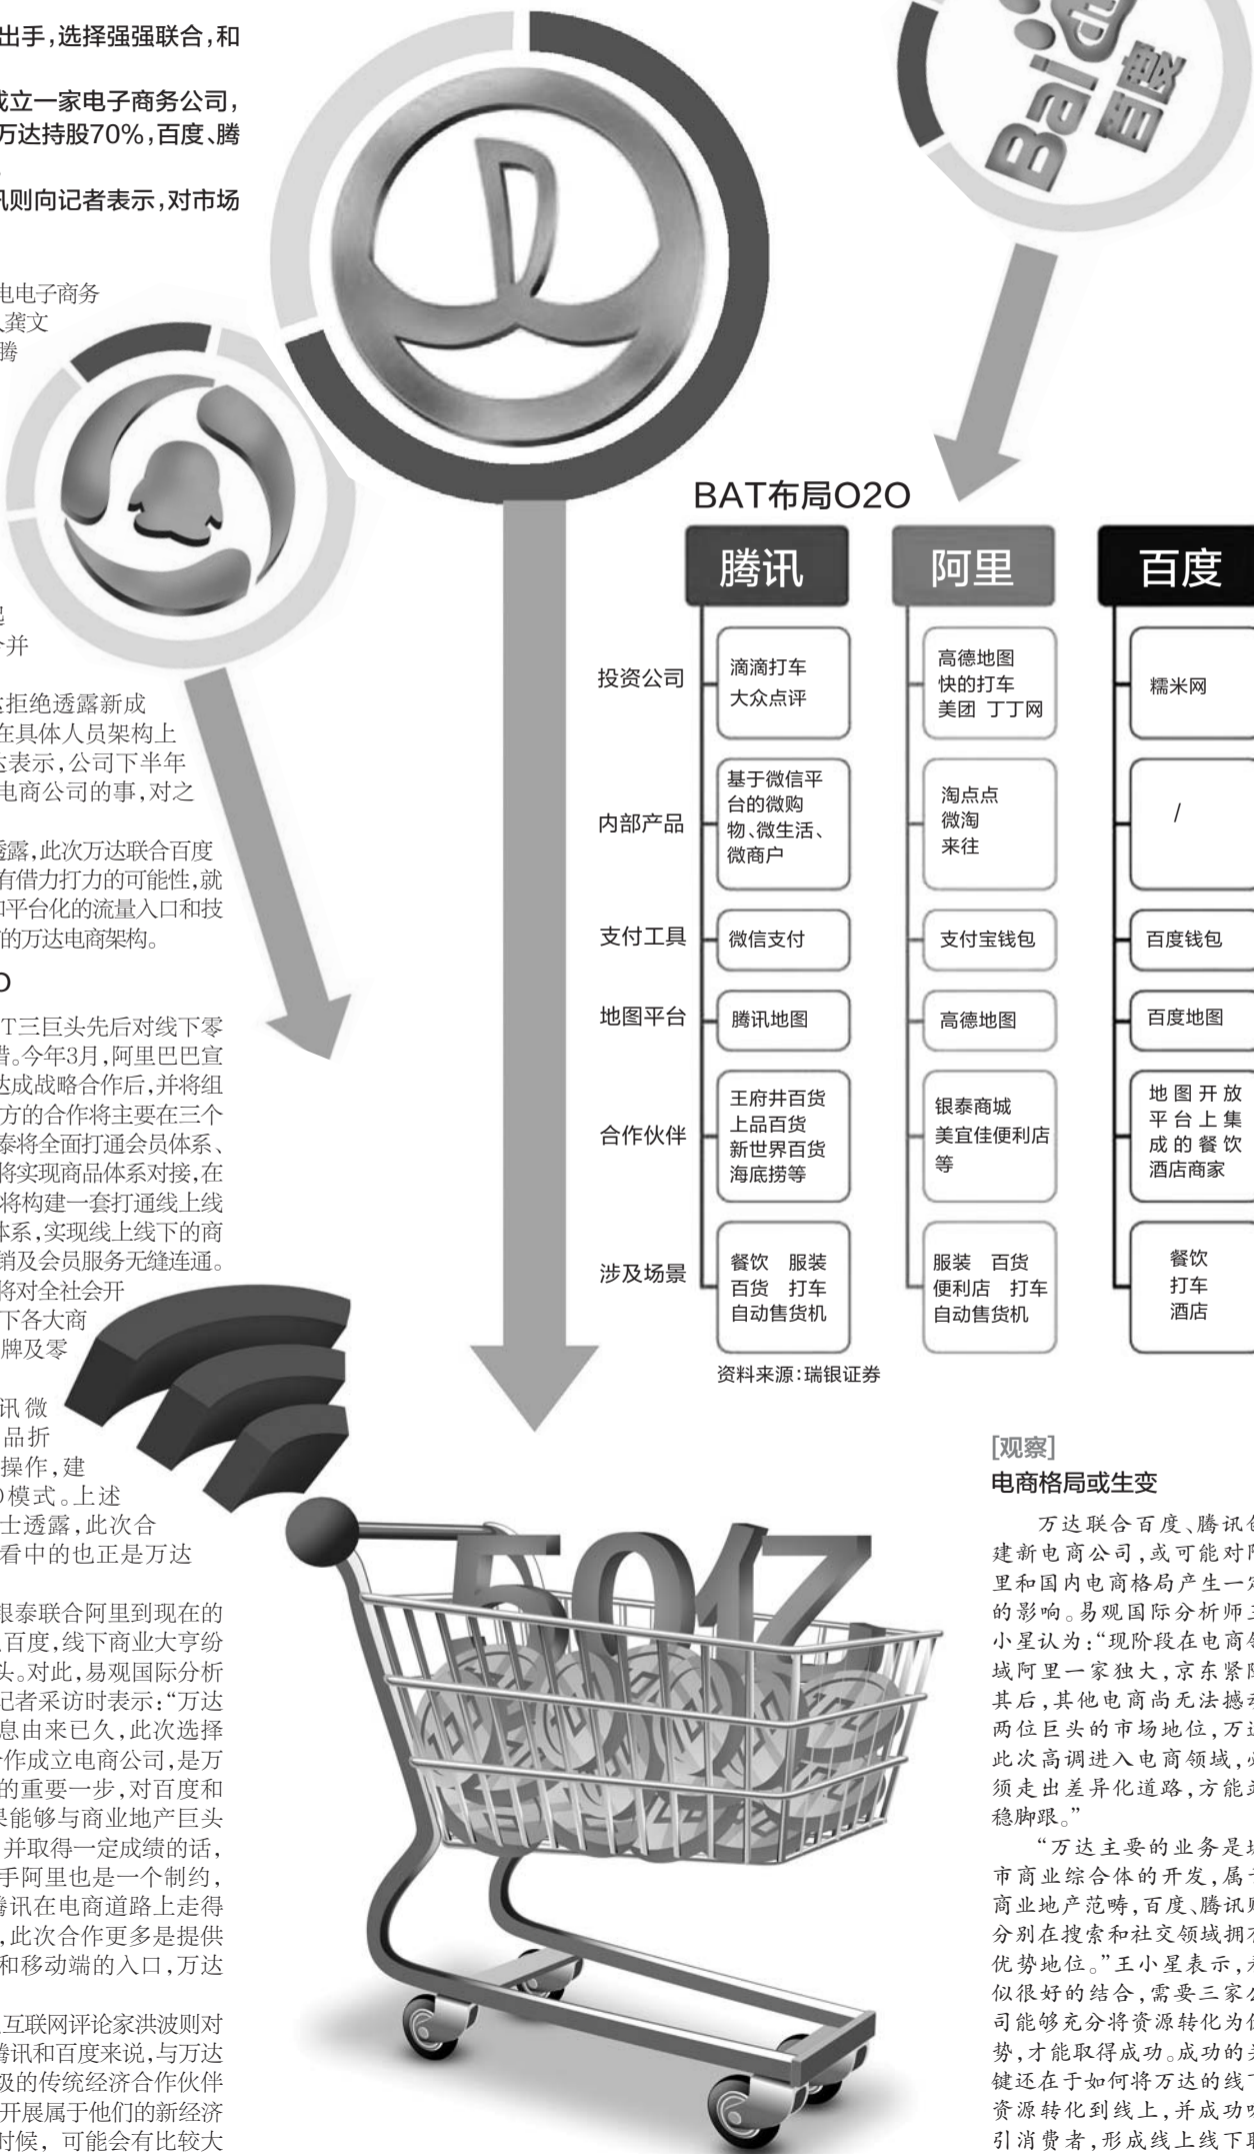 出手，选择强强联合，和
成立一家电子商务公司，
万达持股70%，百度、腾
讯则向记者表示，对市场
电电子商务
人龚文
腾
合并
达拒绝透露新成
在具体人员架构上
达表示，公司下半年
电商公司的事，对之
透露，此次万达联合百度
有借力打力的可能性，就
和平台化的流量入口和技
的万达电商架构。
O
T三巨头先后对线下零
措。今年3月，阿里巴巴宣
达成战略合作后，并将组
方的合作将主要在三个
泰将全面打通会员体系、
将实现商品体系对接，在
将构建一套打通线上线
体系，实现线上线下的商
销及会员服务无缝连通。
将对全社会开
下各大商
牌及零
讯微
品折
操作，建
O模式。上述
士透露，此次合
看中的也正是万达
银泰联合阿里到现在的
百度，线下商业大亨纷
头。对此，易观国际分析
记者采访时表示：“万达
息由来已久，此次选择
合作成立电商公司，是万
的重要一步，对百度和
果能够与商业地产巨头
并取得一定成绩的话，
手阿里也是一个制约，
腾讯在电商道路上走得
，此次合作更多是提供
和移动端的入口，万达
互联网评论家洪波则对
腾讯和百度来说，与万达
级的传统经济合作伙伴
开展属于他们的新经济
时候，可能会有比较大
Bai du
百度
BAT布局O2O
腾讯 阿里 百度
投资公司
滴滴打车
大众点评
高德地图
快的打车
美团 丁丁网
糯米网
内部产品
基于微信平
台的微购
物、微生活、
微商户
淘点点
微淘
来往
/
支付工具
微信支付
支付宝钱包
百度钱包
地图平台
腾讯地图
高德地图
百度地图
合作伙伴
王府井百货
上品百货
新世界百货
海底捞等
银泰商城
美宜佳便利店
等
地图开放
平台上集
成的餐饮
酒店商家
涉及场景
餐饮 服装
百货 打车
自动售货机
服装 百货
便利店 打车
自动售货机
餐饮
打车
酒店
资料来源：瑞银证券
5017
[观察]
电商格局或生变
万达联合百度、腾讯创
建新电商公司，或可能对阿
里和国内电商格局产生一定
的影响。易观国际分析师王
小星认为：“现阶段在电商领
域阿里一家独大，京东紧随
其后，其他电商尚无法撼动
两位巨头的市场地位，万达
此次高调进入电商领域，必
须走出差异化道路，方能站
稳脚跟。”
“万达主要的业务是城
市商业综合体的开发，属于
商业地产范畴，百度、腾讯则
分别在搜索和社交领域拥有
优势地位。”王小星表示，看
似很好的结合，需要三家公
司能够充分将资源转化为优
势，才能取得成功。成功的关
键还在于如何将万达的线下
资源转化到线上，并成功吸
引消费者，形成线上线下联